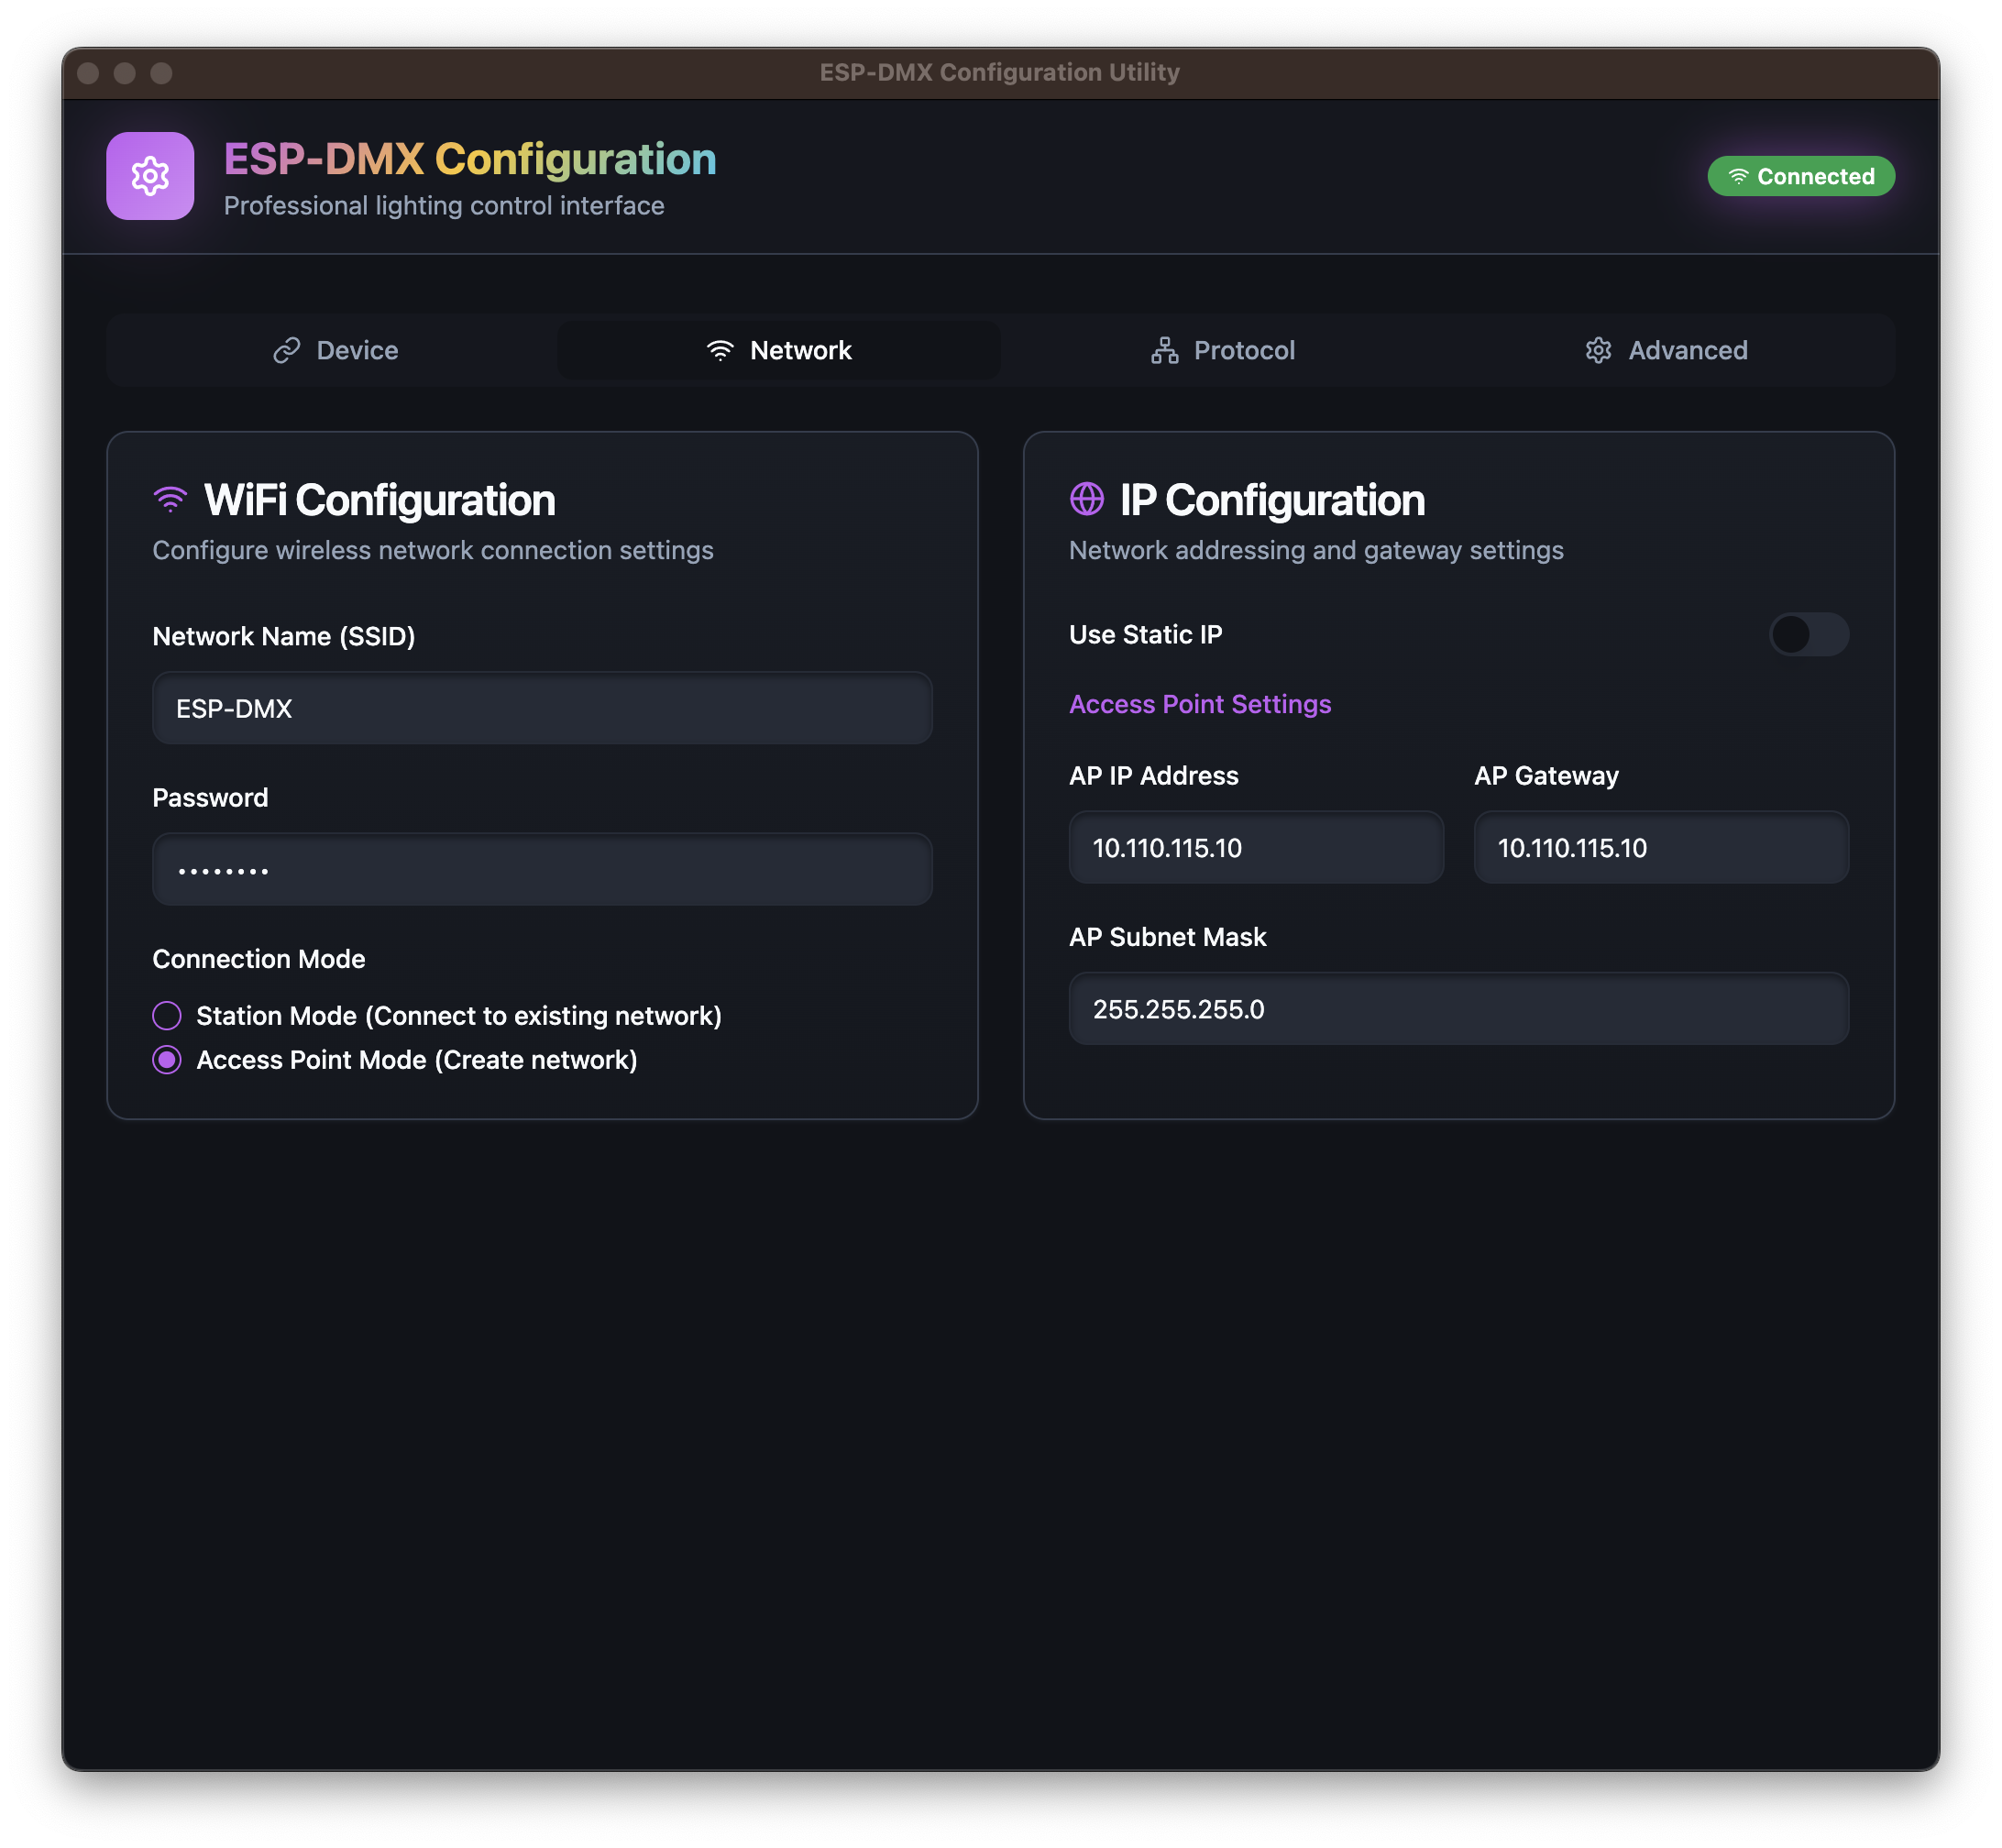 ESP-DMX Configuration Utility
ESP-DMX Configuration
Professional lighting control interface
Connected
Device
Network
Protocol
Advanced
WiFi Configuration
Configure wireless network connection settings
Network Name (SSID)
ESP-DMX
Password
••••••••
Connection Mode
Station Mode (Connect to existing network)
Access Point Mode (Create network)
IP Configuration
Network addressing and gateway settings
Use Static IP
Access Point Settings
AP IP Address
AP Gateway
10.110.115.10
10.110.115.10
AP Subnet Mask
255.255.255.0